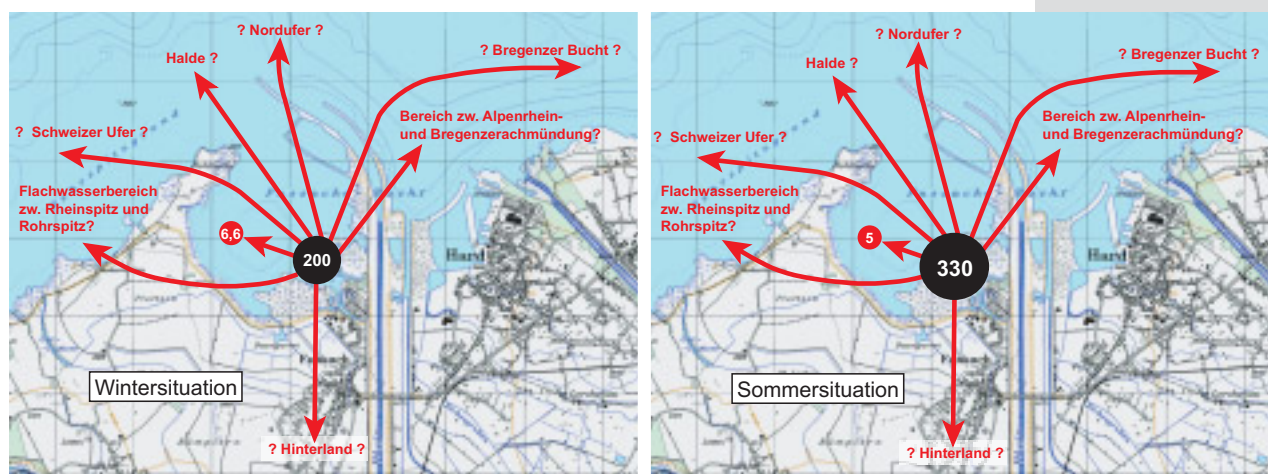 ? Nordufer ?
Halde ?
? Bregenzer Bucht ?
Bereich zw. Alpenrhein-
und Bregenzerachmündung?
? Schweizer Ufer ?
Flachwasserbereich
zw. Rheinspitz und
Rohrspitz?
6,6
200
Hard
Wintersituation
? Hinterland ?
? Nordufer ?
Halde ?
? Bregenzer Bucht ?
Bereich zw. Alpenrhein-
und Bregenzerachmündung?
? Schweizer Ufer ?
Flachwasserbereich
zw. Rheinspitz und
Rohrspitz?
5
330
Hard
Sommersituation
? Hinterland ?